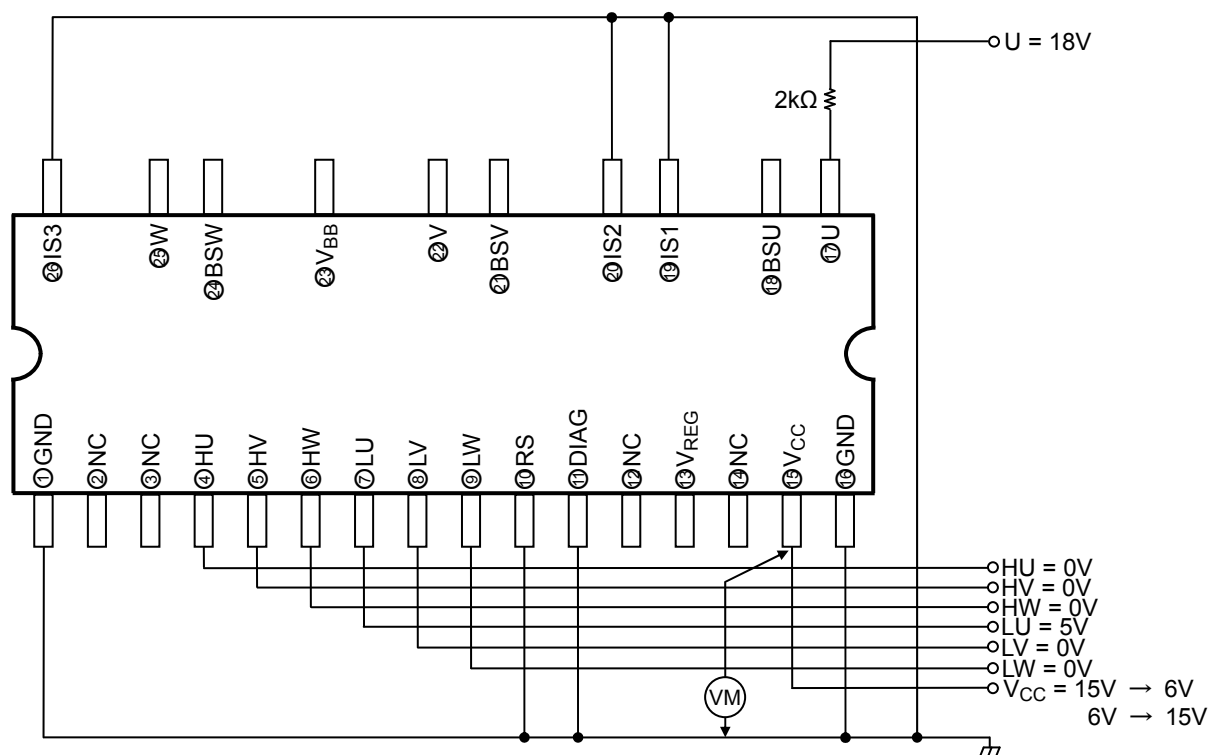 U = 18V
2kΩ
㉖IS3
㉕W
㉔BSW
㉓VBB
㉒V
㉑BSV
⑳IS2
⑲IS1
⑱BSU
⑰U
①GND
②NC
③NC
④HU
⑤HV
⑥HW
⑦LU
⑧LV
⑨LW
⑩RS
⑪DIAG
⑫NC
⑬VREG
⑭NC
⑮VCC
⑯GND
HU = 0V
HV = 0V
HW = 0V
LU = 5V
LV = 0V
LW = 0V
VM
VCC = 15V → 6V
6V → 15V